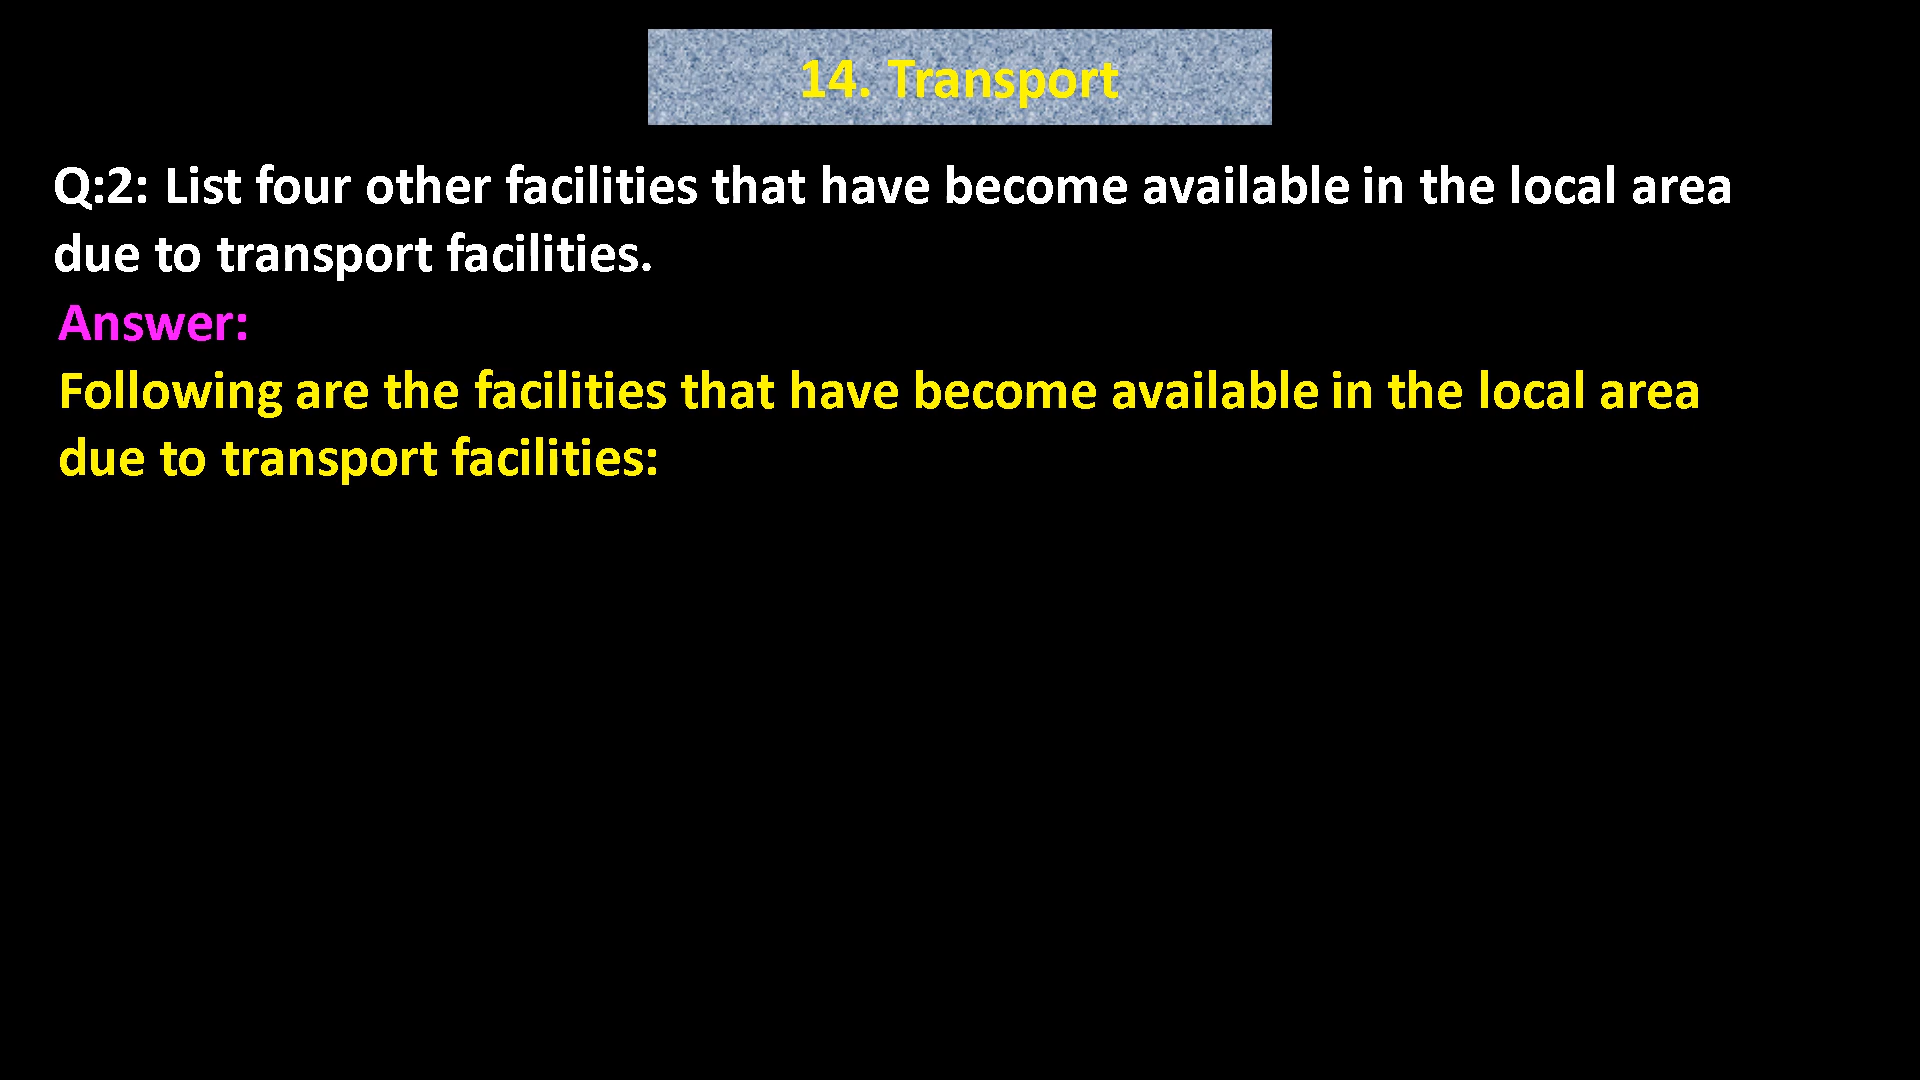 14. Transport
Q:2: List four other facilities that have become available in the local area
due to transport facilities.
Answer:
Following are the facilities that have become available in the local area
due to transport facilities: